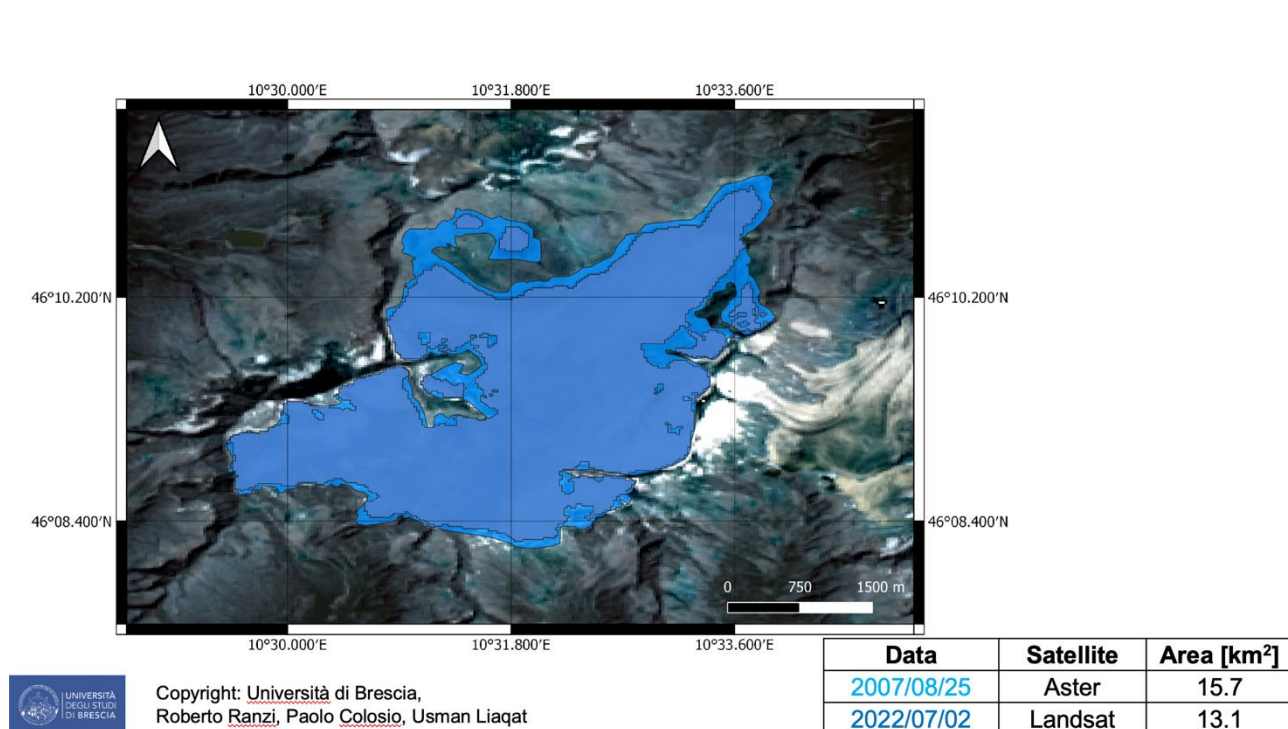 10°30.000′E 10°31.800′E 10°33.600′E
46°10.200′N 46°10.200′N
46°08.400′N 46°08.400′N
0 750 1500 m
10°30.000′E 10°31.800′E 10°33.600′E
Data Satellite Area [km²]
2007/08/25 Aster 15.7
2022/07/02 Landsat 13.1
UNIVERSITÀ
DEGLI STUDI
DI BRESCIA
Copyright: Università di Brescia,
Roberto Ranzi, Paolo Colosio, Usman Liaqat